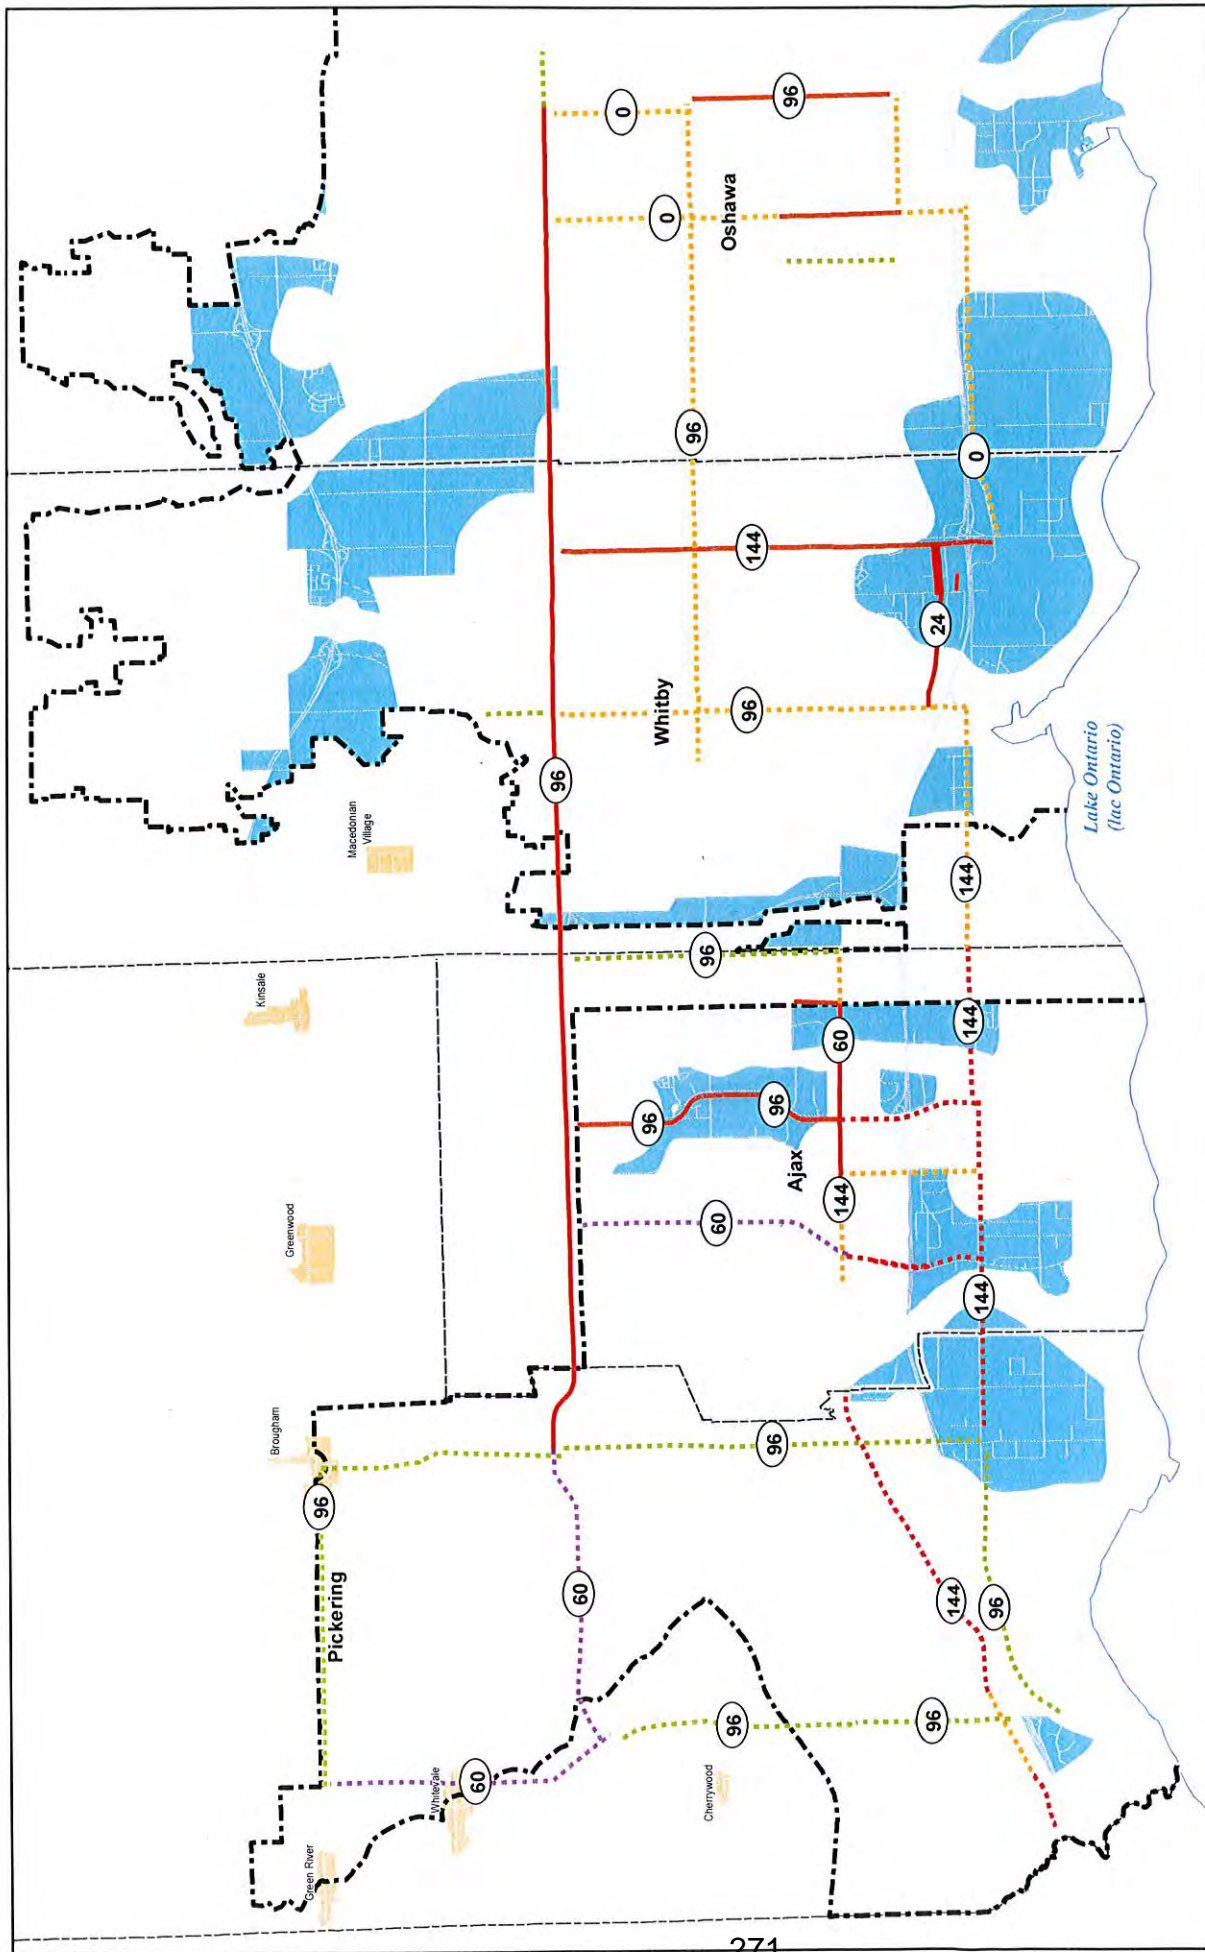 Kinsale
Brougham
Greenwood
Green River
96
Pickering
Macedonian
Village
Whitevale
60
96
60
0
96
Whitby
0
96
96
Cherrywood
60
Oshawa
96
96
144
96
96
96
Ajax
144
60
96
24
144
144
144
0
144
96
Lake Ontario
(lac Ontario)
271